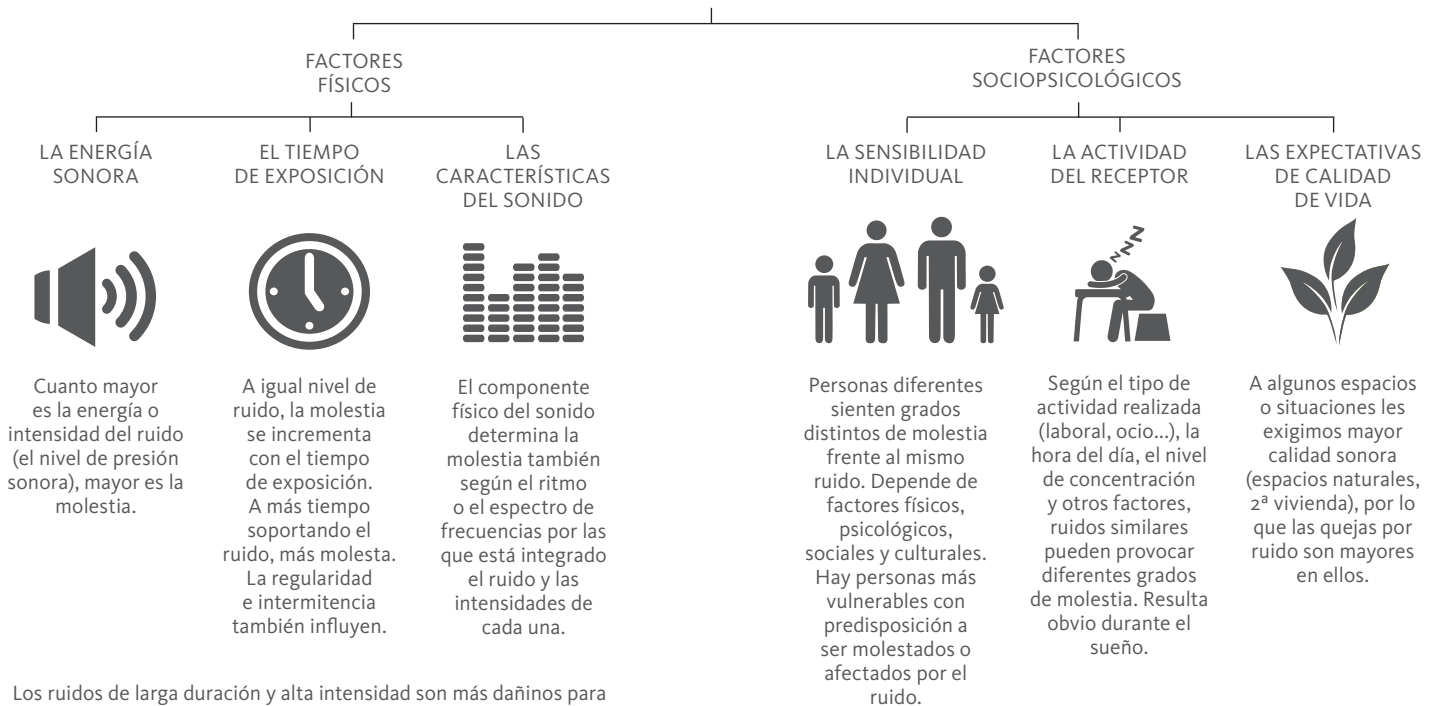 FACTORES
FÍSICOS
FACTORES
SOCIOPSICOLÓGICOS
LA ENERGÍA
SONORA
EL TIEMPO
DE EXPOSICIÓN
LAS
CARACTERÍSTICAS
DEL SONIDO
LA SENSIBILIDAD
INDIVIDUAL
LA ACTIVIDAD
DEL RECEPTOR
LAS EXPECTATIVAS
DE CALIDAD
DE VIDA
zzzz
Cuanto mayor
es la energía o
intensidad del ruido
(el nivel de presión
sonora), mayor es la
molestia.
A igual nivel de
ruido, la molestia
se incrementa
con el tiempo
de exposición.
A más tiempo
soportando el
ruido, más molesta.
La regularidad
e intermitencia
también influyen.
El componente
físico del sonido
determina la
molestia también
según el ritmo
o el espectro de
frecuencias por las
que está integrado
el ruido y las
intensidades de
cada una.
Personas diferentes
sienten grados
distintos de molestia
frente al mismo
ruido. Depende de
factores físicos,
psicológicos,
sociales y culturales.
Hay personas más
vulnerables con
predisposición a
ser molestados o
afectados por el
ruido.
Según el tipo de
actividad realizada
(laboral, ocio...), la
hora del día, el nivel
de concentración
y otros factores,
ruidos similares
pueden provocar
diferentes grados
de molestia. Resulta
obvio durante el
sueño.
A algunos espacios
o situaciones les
exigimos mayor
calidad sonora
(espacios naturales,
2ª vivienda), por lo
que las quejas por
ruido son mayores
en ellos.
Los ruidos de larga duración y alta intensidad son más dañinos para